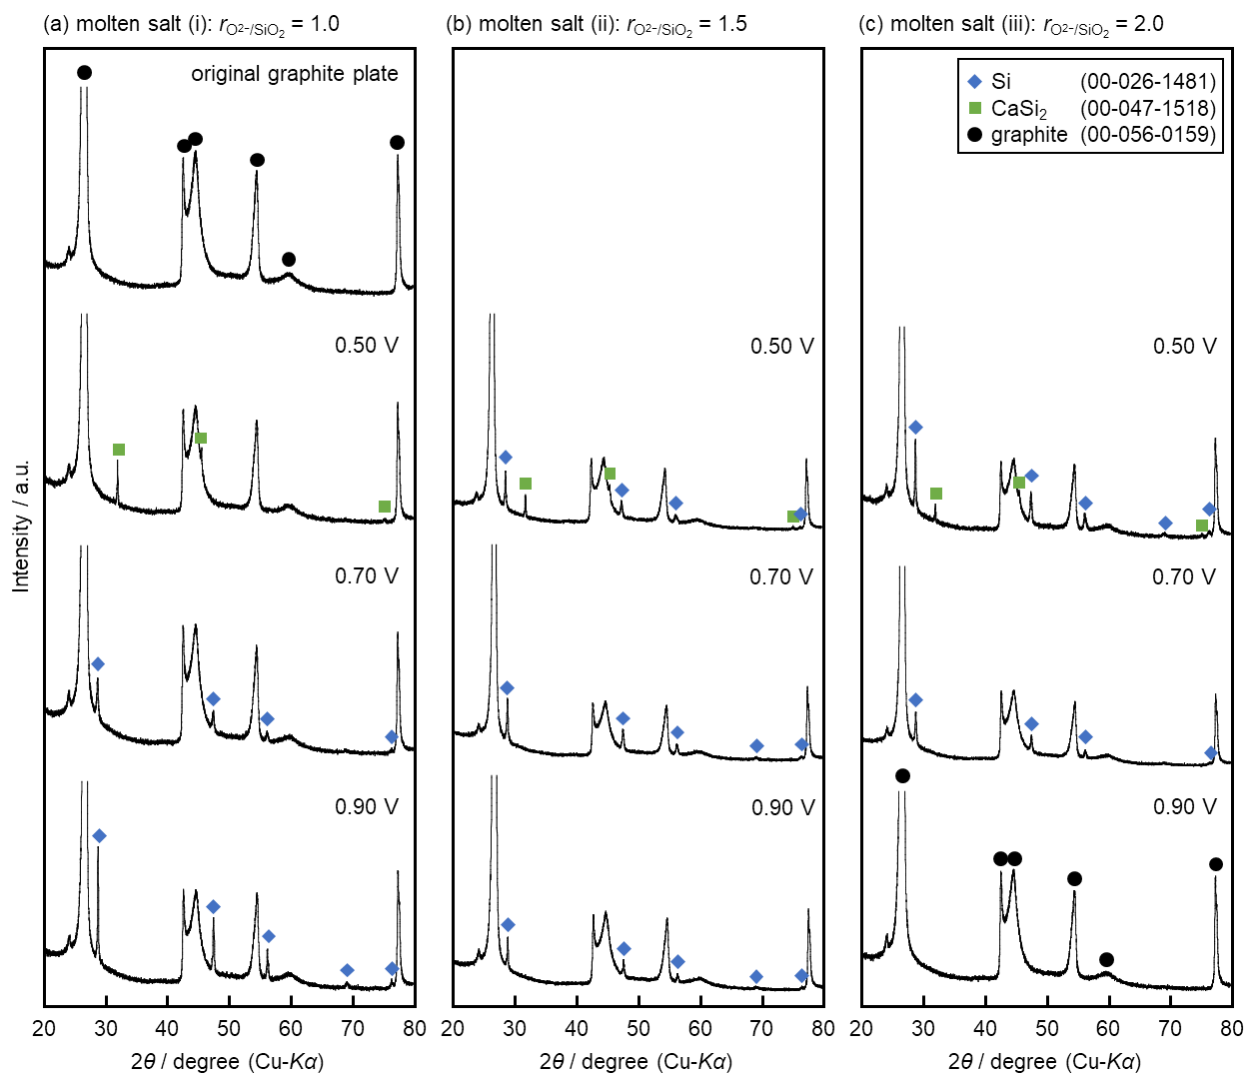 (a) molten salt (i): rO²⁻/SiO₂ = 1.0
(b) molten salt (ii): rO²⁻/SiO₂ = 1.5
(c) molten salt (iii): rO²⁻/SiO₂ = 2.0
original graphite plate
Si (00-026-1481)
CaSi₂ (00-047-1518)
graphite (00-056-0159)
0.50 V
0.50 V
0.50 V
0.70 V
0.70 V
0.70 V
0.90 V
0.90 V
0.90 V
Intensity / a.u.
20 30 40 50 60 70 80
20 30 40 50 60 70 80
20 30 40 50 60 70 80
2θ / degree (Cu-Kα)
2θ / degree (Cu-Kα)
2θ / degree (Cu-Kα)